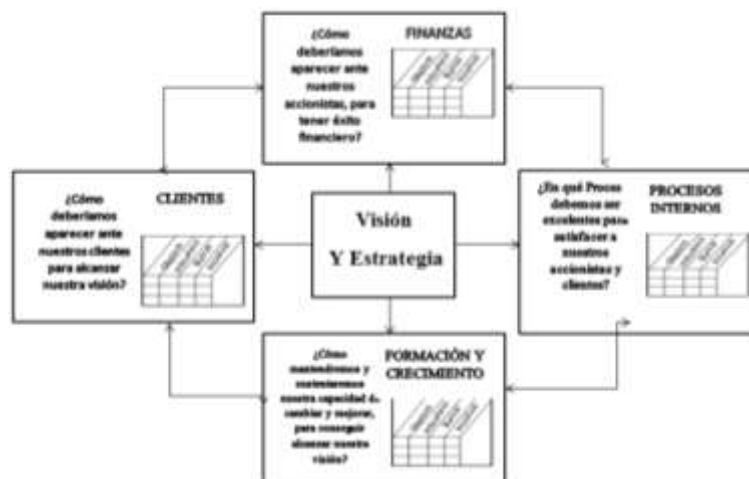 ¿Cómo
deberíamos
aparecer ante
nuestros
accionistas, para
tener éxito
financiero?
FINANZAS
¿Cómo
deberíamos
aparecer ante
nuestros clientes
para alcanzar
nuestra visión?
CLIENTES
Visión
Y Estrategia
¿En qué Proces
debemos ser
excelentes para
satisfacer a
nuestros
accionistas y
clientes?
PROCESOS
INTERNOS
¿Cómo
mantendremos y
sustentaremos
nuestra capacidad de
cambiar y mejorar,
para conseguir
alcanzar nuestra
visión?
FORMACIÓN Y
CRECIMIENTO